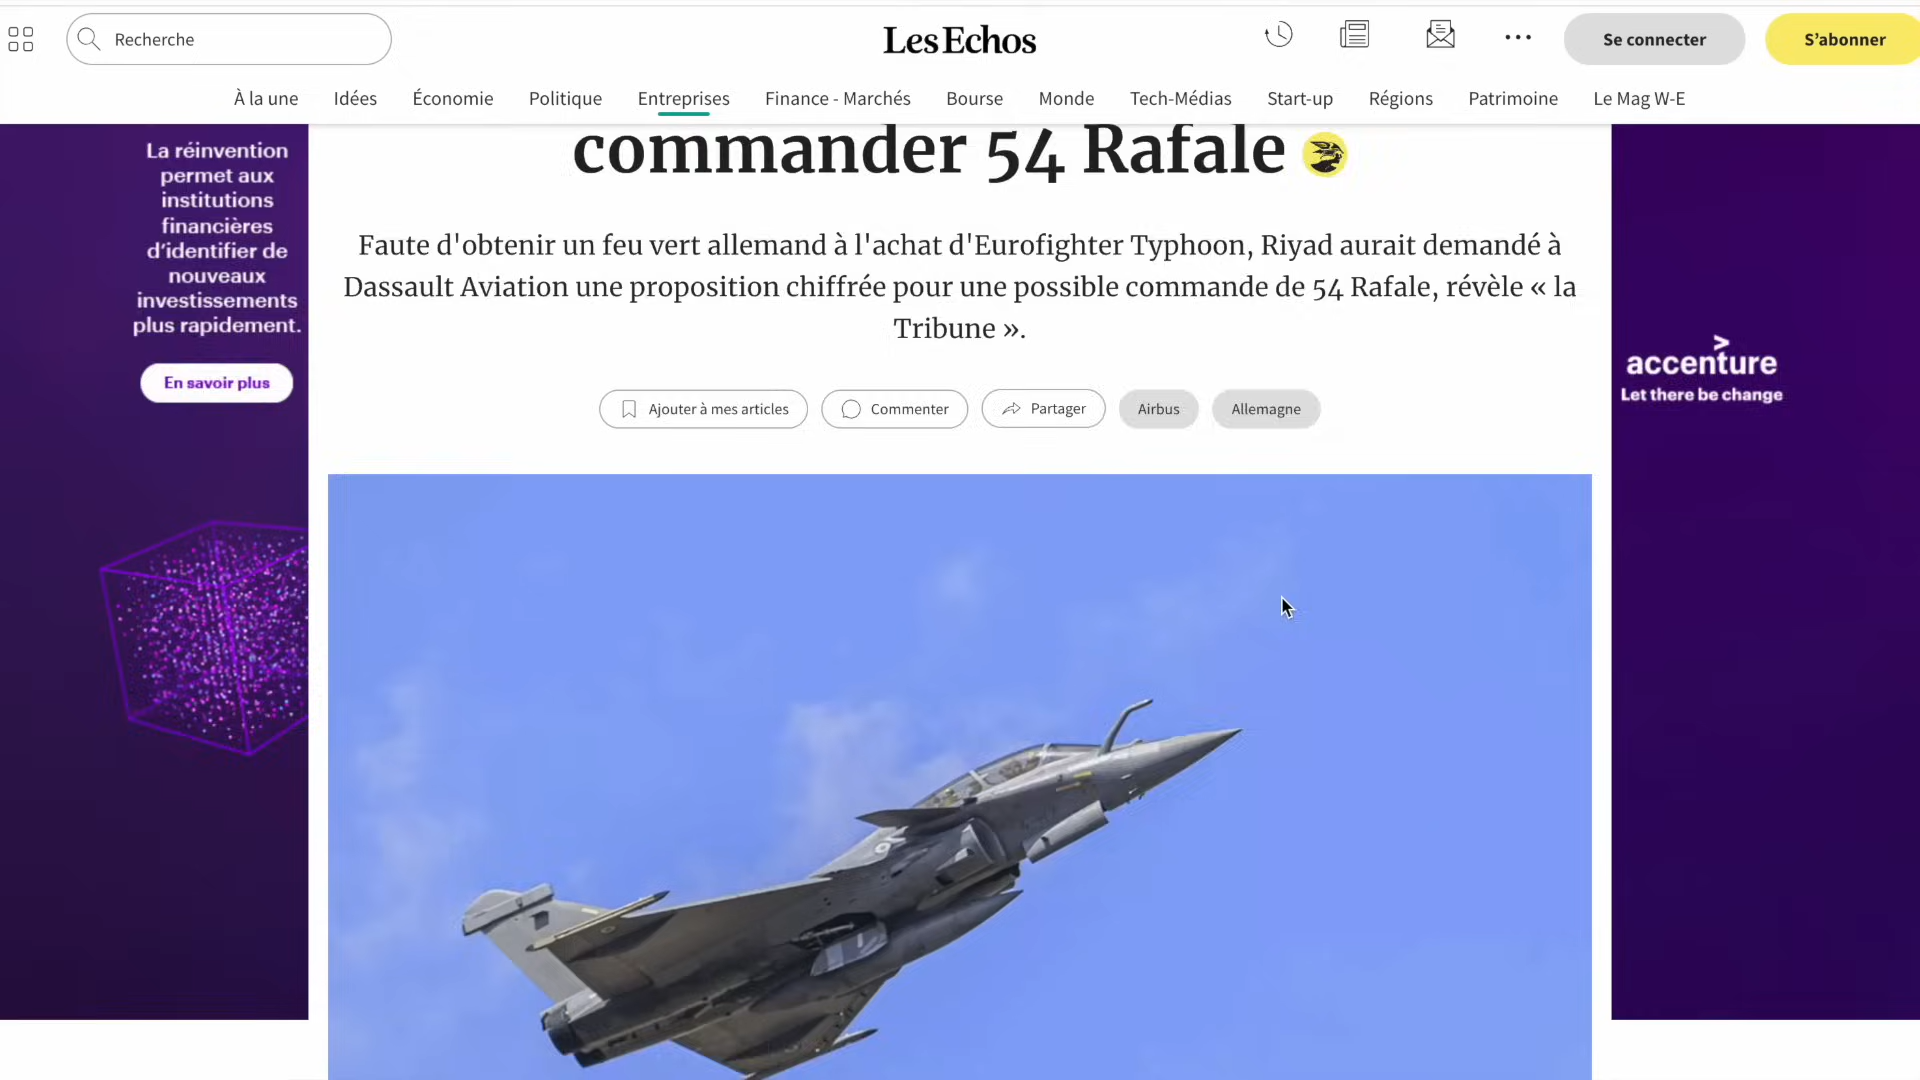 Recherche
Les Echos
Se connecter
S'abonner
À la une
Idées
Économie
Politique
Entreprises
Finance - Marchés
Bourse
Monde
Tech-Médias
Start-up
Régions
Patrimoine
Le Mag W-E
La réinvention
permet aux
institutions
financières
d'identifier de
nouveaux
investissements
plus rapidement.
En savoir plus
commander 54 Rafale
Faute d'obtenir un feu vert allemand à l'achat d'Eurofighter Typhoon, Riyad aurait demandé à
Dassault Aviation une proposition chiffrée pour une possible commande de 54 Rafale, révèle « la
Tribune ».
Ajouter à mes articles
Commenter
Partager
Airbus
Allemagne
accenture
Let there be change